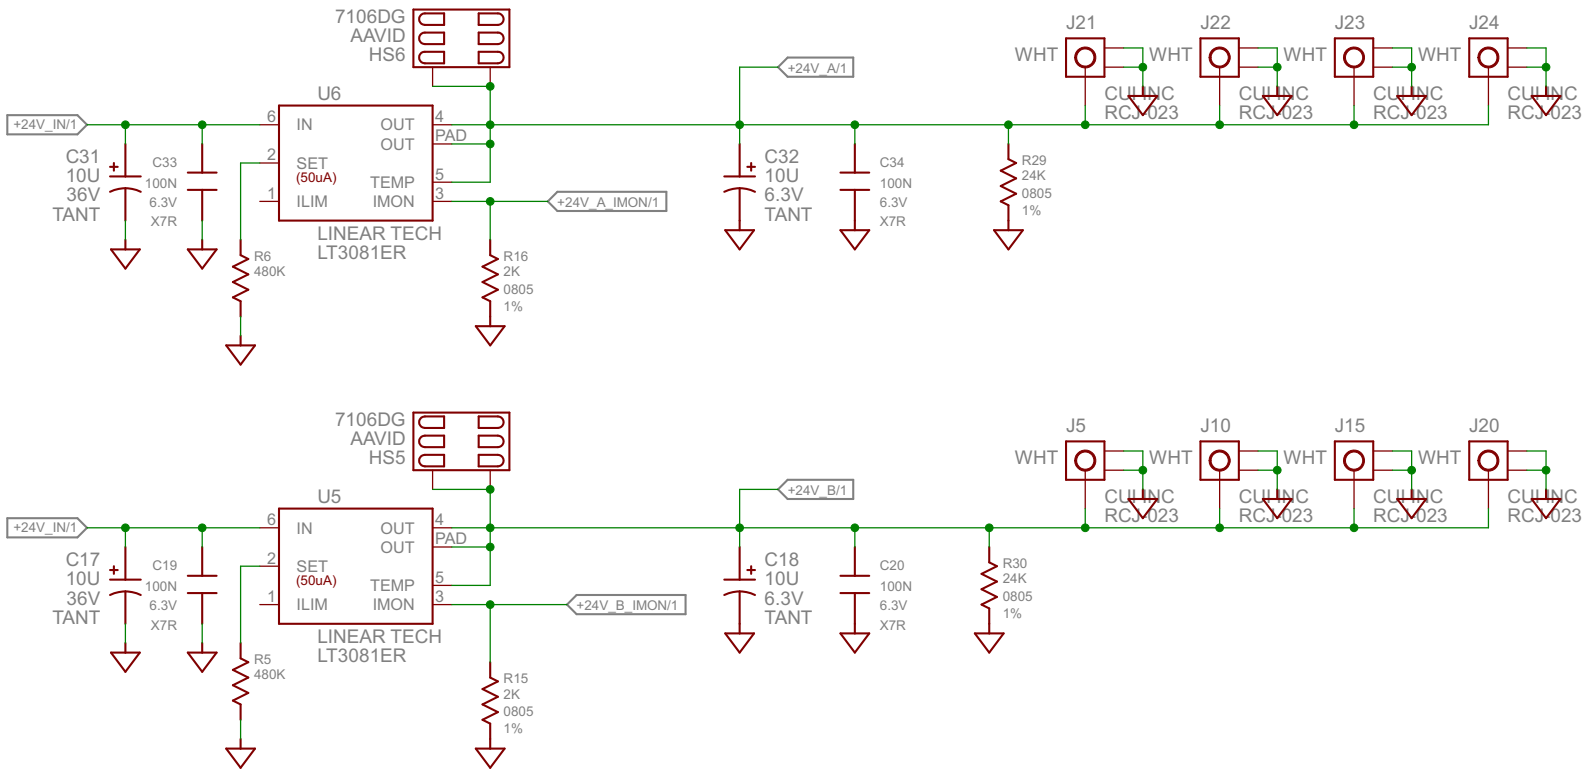 7106DG
AAVID
HS6
J21
J22
J23
J24
WHT
WHT
WHT
WHT
+24V_A/1
CUI INC
RCJ-023
CUI INC
RCJ-023
CUI INC
RCJ-023
CUI INC
RCJ-023
U6
+24V_IN/1
6
IN
OUT
4
PAD
OUT
2
SET
(50uA)
TEMP
5
1
ILIM
IMON
3
+24V_A_IMON/1
C31
10U
36V
TANT
C33
100N
6.3V
X7R
C32
10U
6.3V
TANT
C34
100N
6.3V
X7R
R29
24K
0805
1%
LINEAR TECH
LT3081ER
R6
480K
R16
2K
0805
1%
7106DG
AAVID
HS5
J5
J10
J15
J20
WHT
WHT
WHT
WHT
+24V_B/1
CUI INC
RCJ-023
CUI INC
RCJ-023
CUI INC
RCJ-023
CUI INC
RCJ-023
U5
+24V_IN/1
6
IN
OUT
4
PAD
OUT
2
SET
(50uA)
TEMP
5
1
ILIM
IMON
3
+24V_B_IMON/1
C17
10U
36V
TANT
C19
100N
6.3V
X7R
C18
10U
6.3V
TANT
C20
100N
6.3V
X7R
R30
24K
0805
1%
LINEAR TECH
LT3081ER
R5
480K
R15
2K
0805
1%